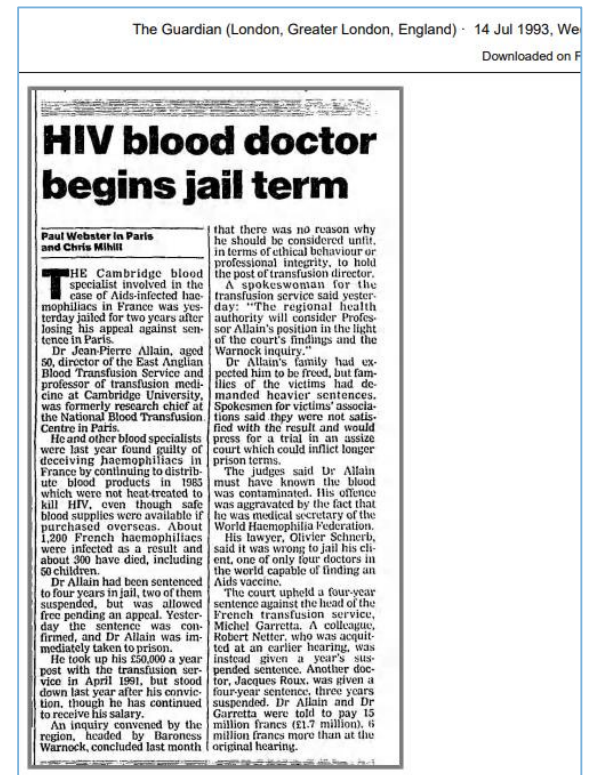 The Guardian (London, Greater London, England) · 14 Jul 1993, We
Downloaded on F
HIV blood doctor
begins jail term
Paul Webster in Paris
and Chris Mihill
THE Cambridge blood
specialist involved in the
case of Aids-infected hae-
mophiliacs in France was yes-
terday jailed for two years after
losing his appeal against sen-
tence in Paris.
Dr Jean-Pierre Allain, aged
50, director of the East Anglian
Blood Transfusion Service and
professor of transfusion medi-
cine at Cambridge University,
was formerly research chief at
the National Blood Transfusion
Centre in Paris.
He and other blood specialists
were last year found guilty of
deceiving haemophiliacs in
France by continuing to distrib-
ute blood products in 1985
which were not heat-treated to
kill HIV, even though safe
blood supplies were available if
purchased overseas. About
1,200 French haemophiliacs
were infected as a result and
about 300 have died, including
50 children.
Dr Allain had been sentenced
to four years in jail, two of them
suspended, but was allowed
free pending an appeal. Yester-
day the sentence was con-
firmed, and Dr Allain was im-
mediately taken to prison.
He took up his £50,000 a year
post with the transfusion ser-
vice in April 1991, but stood
down last year after his convic-
tion, though he has continued
to receive his salary.
An inquiry convened by the
region, headed by Baroness
Warnock, concluded last month
that there was no reason why
he should be considered unfit,
in terms of ethical behaviour or
professional integrity, to hold
the post of transfusion director.
A spokeswoman for the
transfusion service said yester-
day: "The regional health
authority will consider Profes-
sor Allain's position in the light
of the court's findings and the
Warnock inquiry."
Dr Allain's family had ex-
pected him to be freed, but fam-
ilies of the victims had de-
manded heavier sentences.
Spokesmen for victims' associa-
tions said they were not satis-
fied with the result and would
press for a trial in an assize
court which could inflict longer
prison terms.
The judges said Dr Allain
must have known the blood
was contaminated. His offence
was aggravated by the fact that
he was medical secretary of the
World Haemophilia Federation.
His lawyer, Olivier Schnerb,
said it was wrong to jail his cli-
ent, one of only four doctors in
the world capable of finding an
Aids vaccine.
The court upheld a four-year
sentence against the head of the
French transfusion service,
Michel Garretta. A colleague,
Robert Netter, who was acquit-
ted at an earlier hearing, was
instead given a year's sus-
pended sentence. Another doc-
tor, Jacques Roux, was given a
four-year sentence, three years
suspended. Dr Allain and Dr
Garretta were told to pay 15
million francs (£1.7 million), 6
million francs more than at the
original hearing.